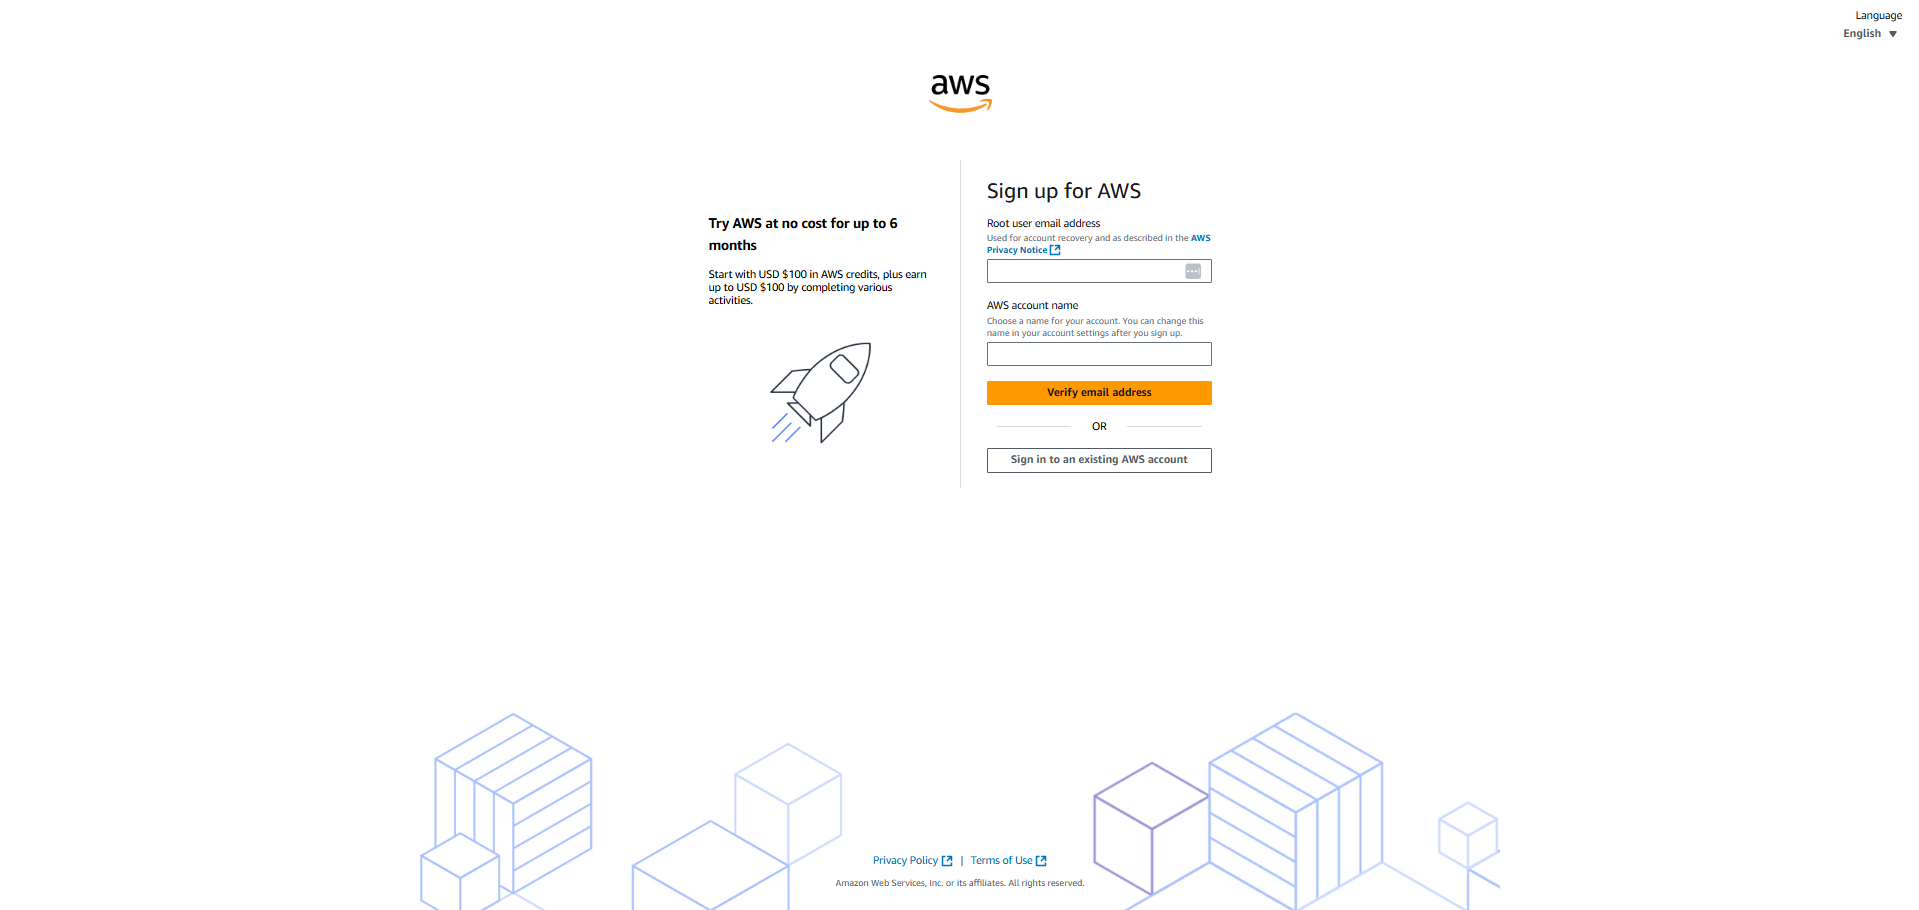 Language
English
aws
Try AWS at no cost for up to 6
months
Start with USD $100 in AWS credits, plus earn
up to USD $100 by completing various
activities.
Sign up for AWS
Root user email address
Used for account recovery and as described in the AWS
Privacy Notice
AWS account name
Choose a name for your account. You can change this
name in your account settings after you sign up.
Verify email address
OR
Sign in to an existing AWS account
Privacy Policy | Terms of Use
Amazon Web Services, Inc. or its affiliates. All rights reserved.